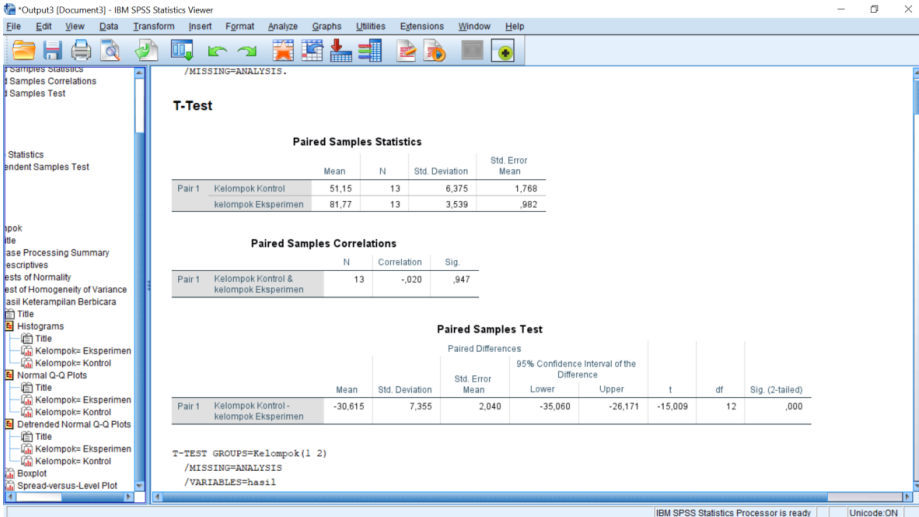 *Output3 [Document3] - IBM SPSS Statistics Viewer
File Edit View Data Transform Insert Format Analyze Graphs Utilities Extensions Window Help
d Samples Statistics
d Samples Correlations
d Samples Test
Statistics
endent Samples Test
npok
itle
ase Processing Summary
escriptives
ests of Normality
est of Homogeneity of Variance
asil Keterampilan Berbicara
Title
Histograms
Title
Kelompok= Eksperimen
Kelompok= Kontrol
Normal Q-Q Plots
Title
Kelompok= Eksperimen
Kelompok= Kontrol
Detrended Normal Q-Q Plots
Title
Kelompok= Eksperimen
Kelompok= Kontrol
Boxplot
Spread-versus-Level Plot
/MISSING=ANALYSIS.
T-Test
Paired Samples Statistics
Mean N Std. Deviation Std. Error Mean
Pair 1 Kelompok Kontrol 51,15 13 6,375 1,768
kelompok Eksperimen 81,77 13 3,539 ,982
Paired Samples Correlations
N Correlation Sig.
Pair 1 Kelompok Kontrol & kelompok Eksperimen 13 -,020 ,947
Paired Samples Test
Paired Differences
95% Confidence Interval of the Difference
Mean Std. Deviation Std. Error Mean Lower Upper t df Sig. (2-tailed)
Pair 1 Kelompok Kontrol - kelompok Eksperimen -30,615 7,355 2,040 -35,060 -26,171 -15,009 12 ,000
T-TEST GROUPS=Kelompok(1 2)
/MISSING=ANALYSIS
/VARIABLES=hasil
IBM SPSS Statistics Processor is ready Unicode:ON